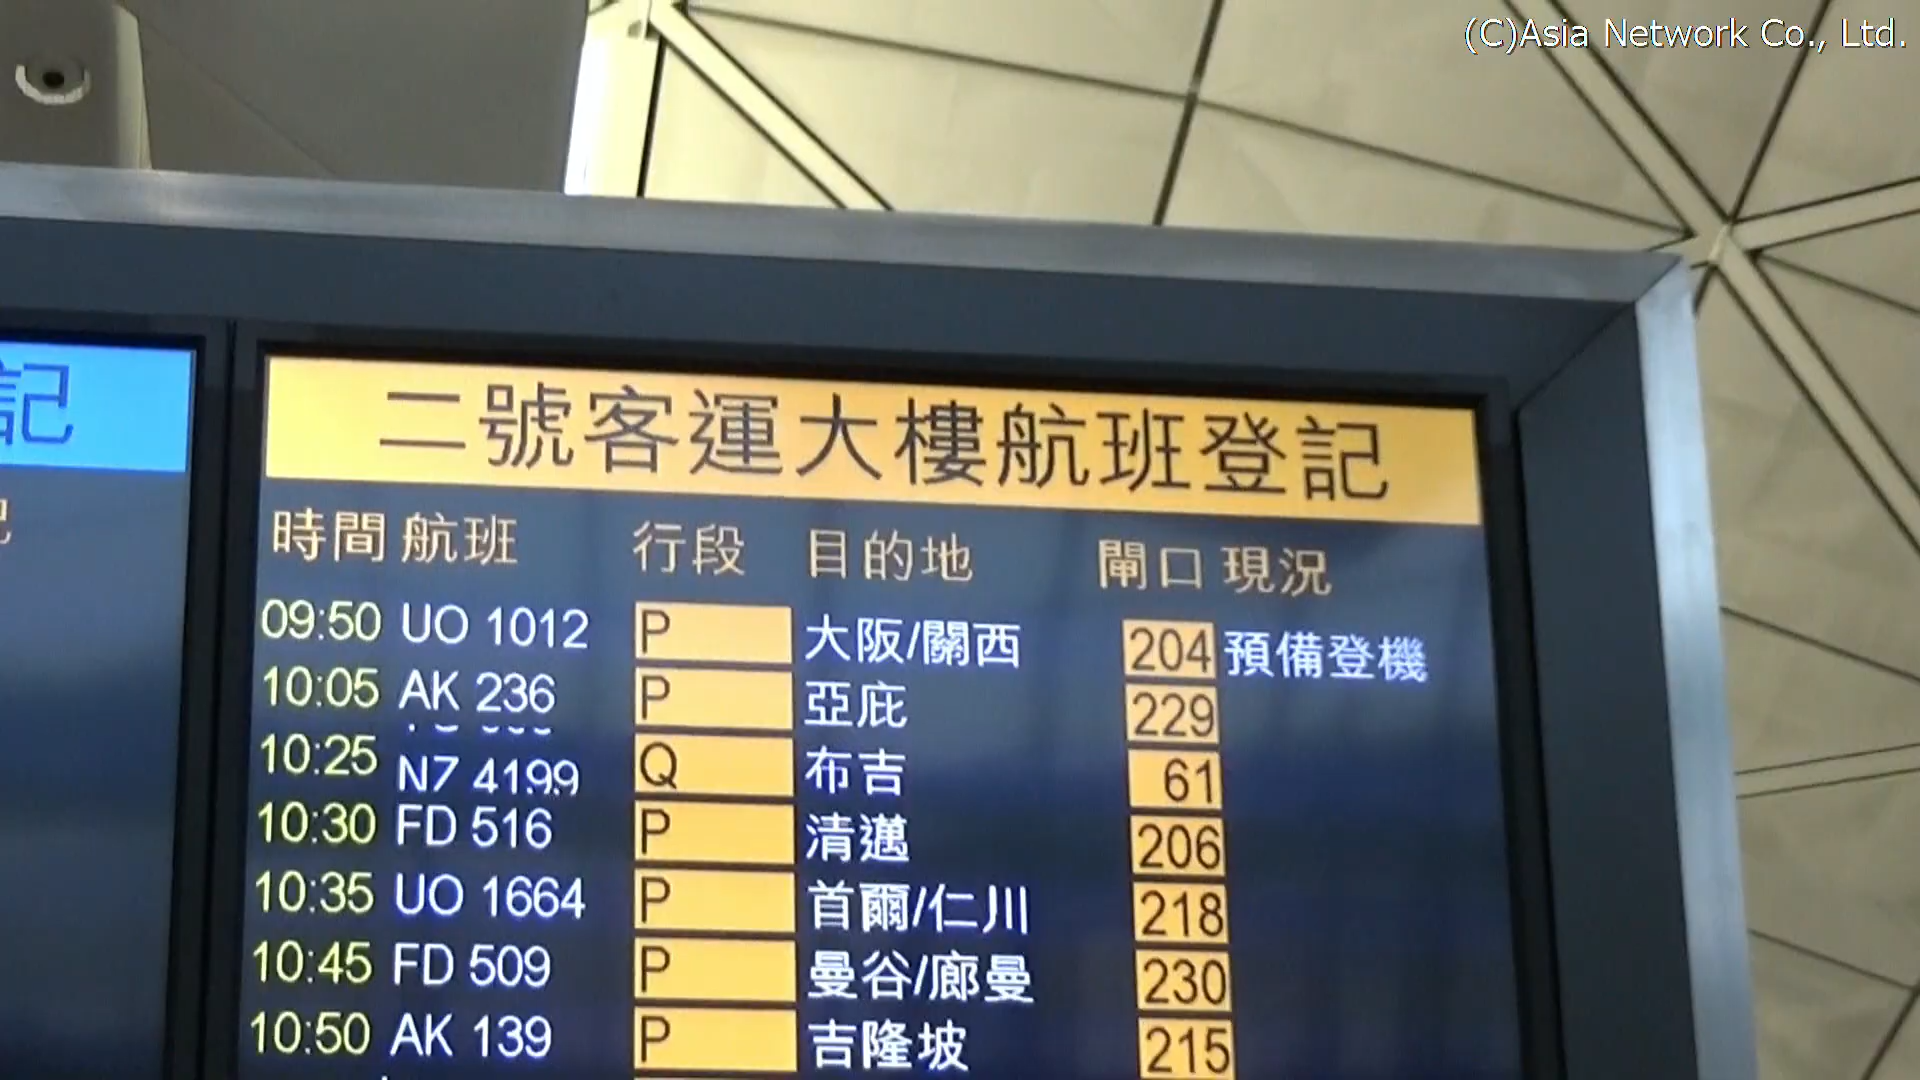 (C)Asia Network Co., Ltd.
記
二號客運大樓航班登記
時間 航班 行段 目的地 閘口 現況
09:50 UO 1012 P 大阪/關西 204 預備登機
10:05 AK 236 P 亞庇 229
10:25 N7 4199 Q 布吉 61
10:30 FD 516 P 清邁 206
10:35 UO 1664 P 首爾/仁川 218
10:45 FD 509 P 曼谷/廊曼 230
10:50 AK 139 P 吉隆坡 215